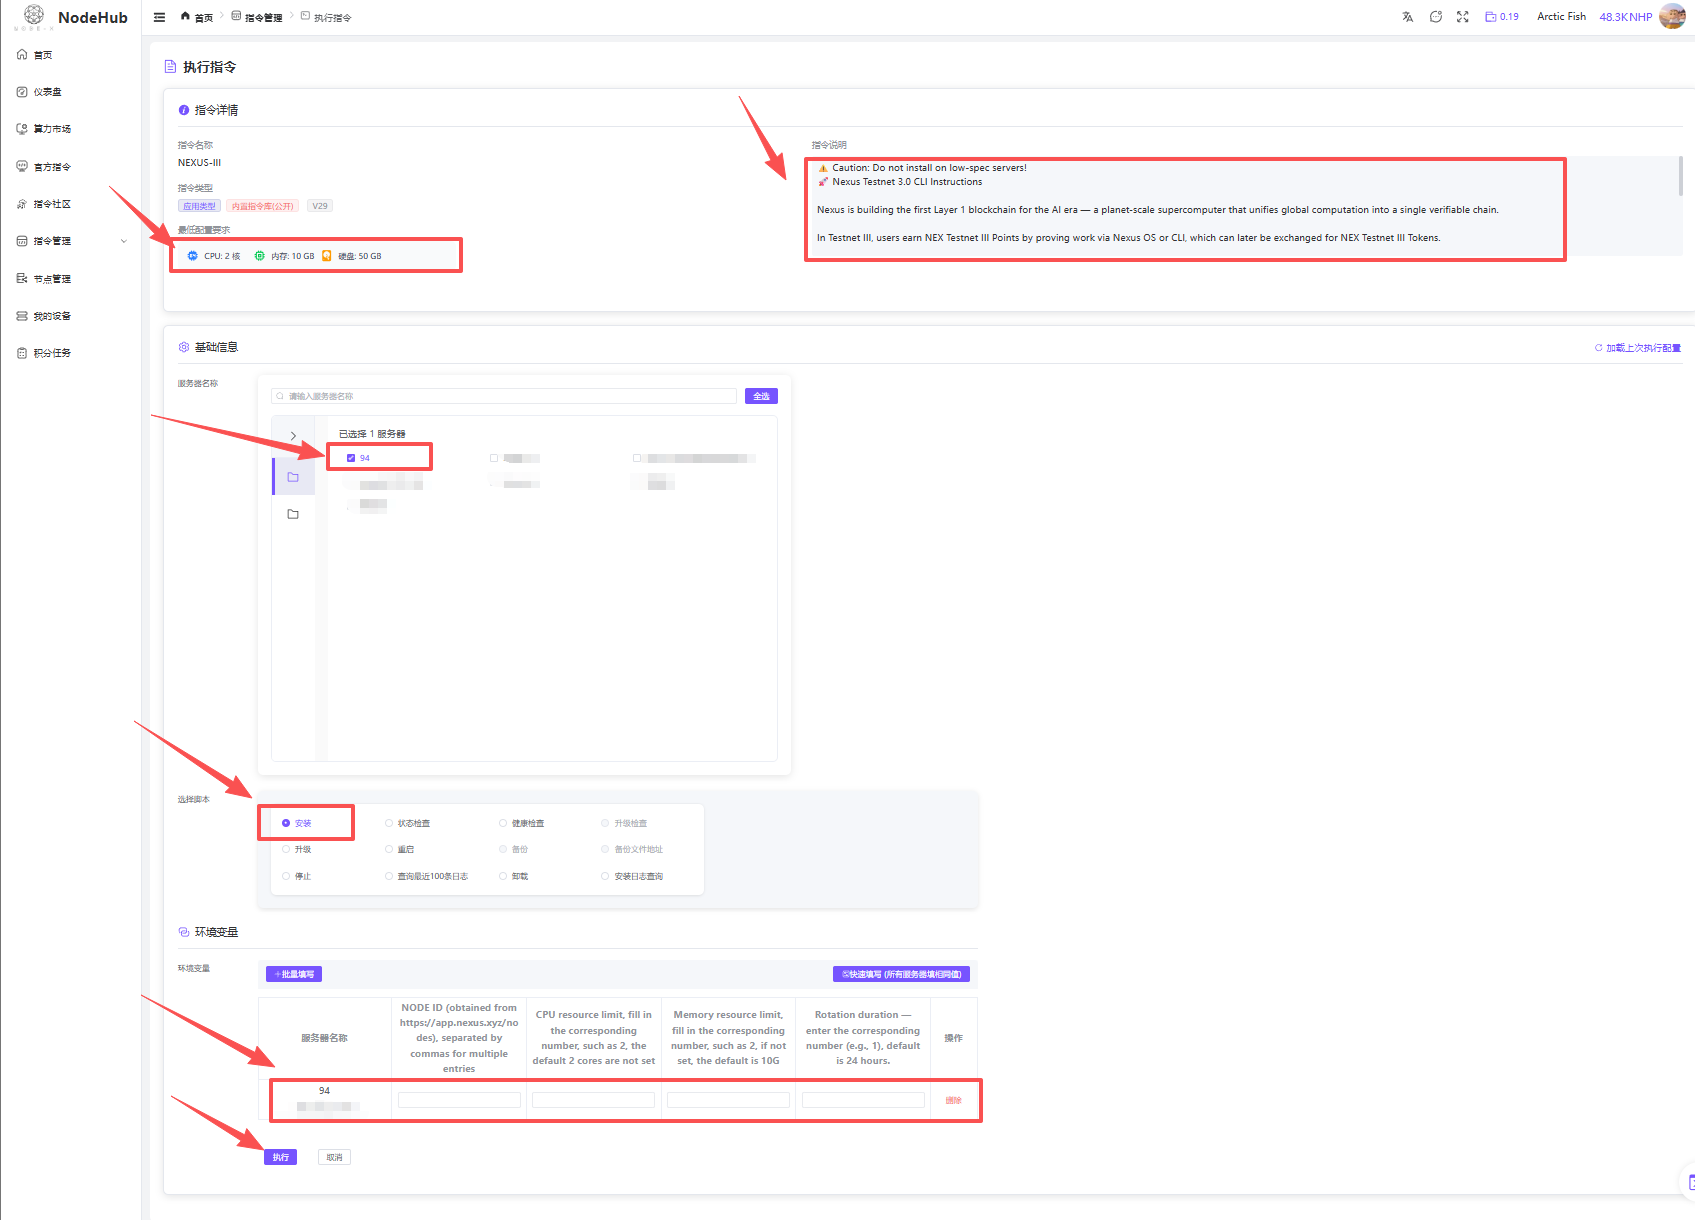 NodeHub
首页
指令管理
执行指令
0.19
Arctic Fish
48.3KNHP
首页
仪表盘
算力市场
官方指令
指令社区
指令管理
节点管理
我的设备
积分任务
执行指令
指令详情
指令名称
NEXUS-III
指令类型
应用类型
内置指令库(公开)
V29
最低配置要求
CPU: 2 核
内存: 10 GB
硬盘: 50 GB
指令说明
Caution: Do not install on low-spec servers!
Nexus Testnet 3.0 CLI Instructions
Nexus is building the first Layer 1 blockchain for the AI era — a planet-scale supercomputer that unifies global computation into a single verifiable chain.
In Testnet III, users earn NEX Testnet III Points by proving work via Nexus OS or CLI, which can later be exchanged for NEX Testnet III Tokens.
基础信息
加载上次执行配置
服务器名称
请输入服务器名称
全选
已选择 1 服务器
94
选择脚本
安装
状态检查
健康检查
升级检查
升级
重启
备份
备份文件地址
停止
查询最近100条日志
卸载
安装日志查询
环境变量
环境变量
+批量填写
快速填写 (所有服务器填相同值)
服务器名称
NODE ID (obtained from
https://app.nexus.xyz/no
des), separated by
commas for multiple
entries
CPU resource limit, fill in
the corresponding
number, such as 2, the
default 2 cores are not set
Memory resource limit,
fill in the corresponding
number, such as 2, if not
set, the default is 10G
Rotation duration —
enter the corresponding
number (e.g., 1), default
is 24 hours.
操作
94
删除
执行
取消